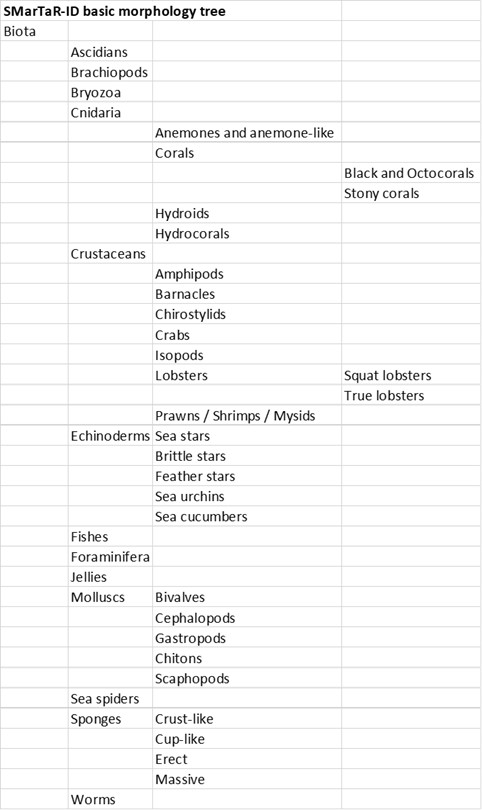 SMarTaR-ID basic morphology tree
Biota
Ascidians
Brachiopods
Bryozoa
Cnidaria
Anemones and anemone-like
Corals
Black and Octocorals
Stony corals
Hydroids
Hydrocorals
Crustaceans
Amphipods
Barnacles
Chirostylids
Crabs
Isopods
Lobsters Squat lobsters
True lobsters
Prawns / Shrimps / Mysids
Echinoderms Sea stars
Brittle stars
Feather stars
Sea urchins
Sea cucumbers
Fishes
Foraminifera
Jellies
Molluscs Bivalves
Cephalopods
Gastropods
Chitons
Scaphopods
Sea spiders
Sponges Crust-like
Cup-like
Erect
Massive
Worms